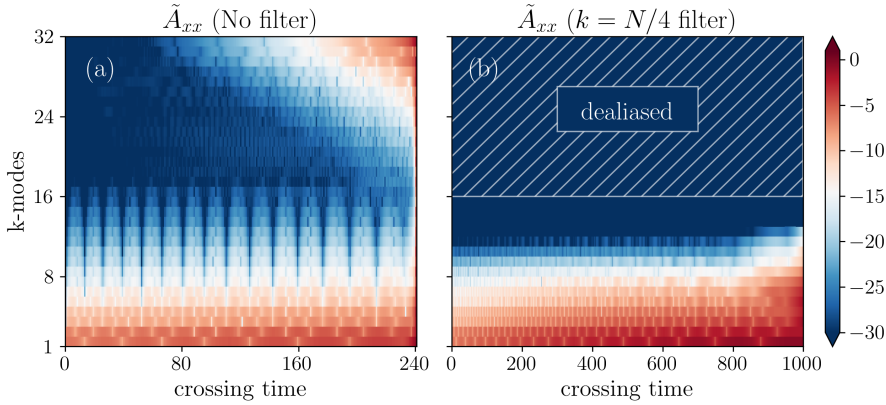 Ã_xx (No filter)
Ã_xx (k = N/4 filter)
(a)
(b)
dealiased
k-modes
32
24
16
8
1
0
80
160
240
crossing time
0
200
400
600
800
1000
crossing time
0
−5
−10
−15
−20
−25
−30